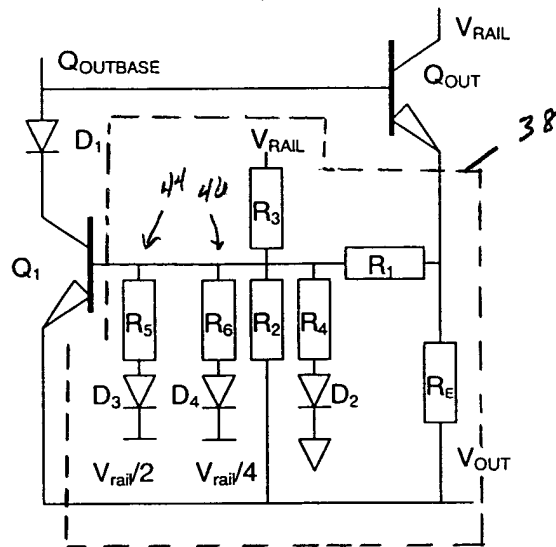 V_RAIL
Q_OUTBASE
Q_OUT
38
D_1
V_RAIL
44 40
R_3
Q_1
R_1
R_5
R_6
R_2
R_4
R_E
D_3
D_4
D_2
V_rail/2
V_rail/4
V_OUT